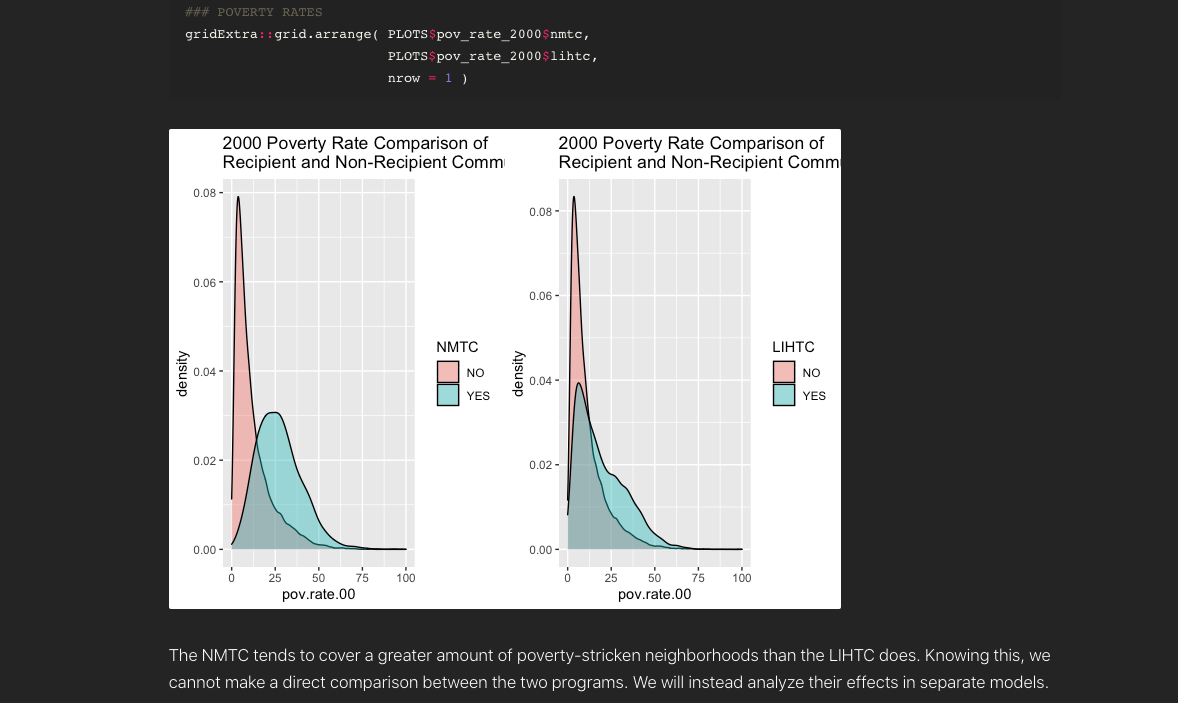 ### POVERTY RATES
gridExtra::grid.arrange( PLOTS$pov_rate_2000$nmtc,
PLOTS$pov_rate_2000$lihtc,
nrow = 1 )
2000 Poverty Rate Comparison of
Recipient and Non-Recipient Commu
0.08
0.06
0.04
0.02
0.00
density
0 25 50 75 100
pov.rate.00
NMTC
NO
YES
2000 Poverty Rate Comparison of
Recipient and Non-Recipient Commu
0.08
0.06
0.04
0.02
0.00
density
0 25 50 75 100
pov.rate.00
LIHTC
NO
YES
The NMTC tends to cover a greater amount of poverty-stricken neighborhoods than the LIHTC does. Knowing this, we
cannot make a direct comparison between the two programs. We will instead analyze their effects in separate models.